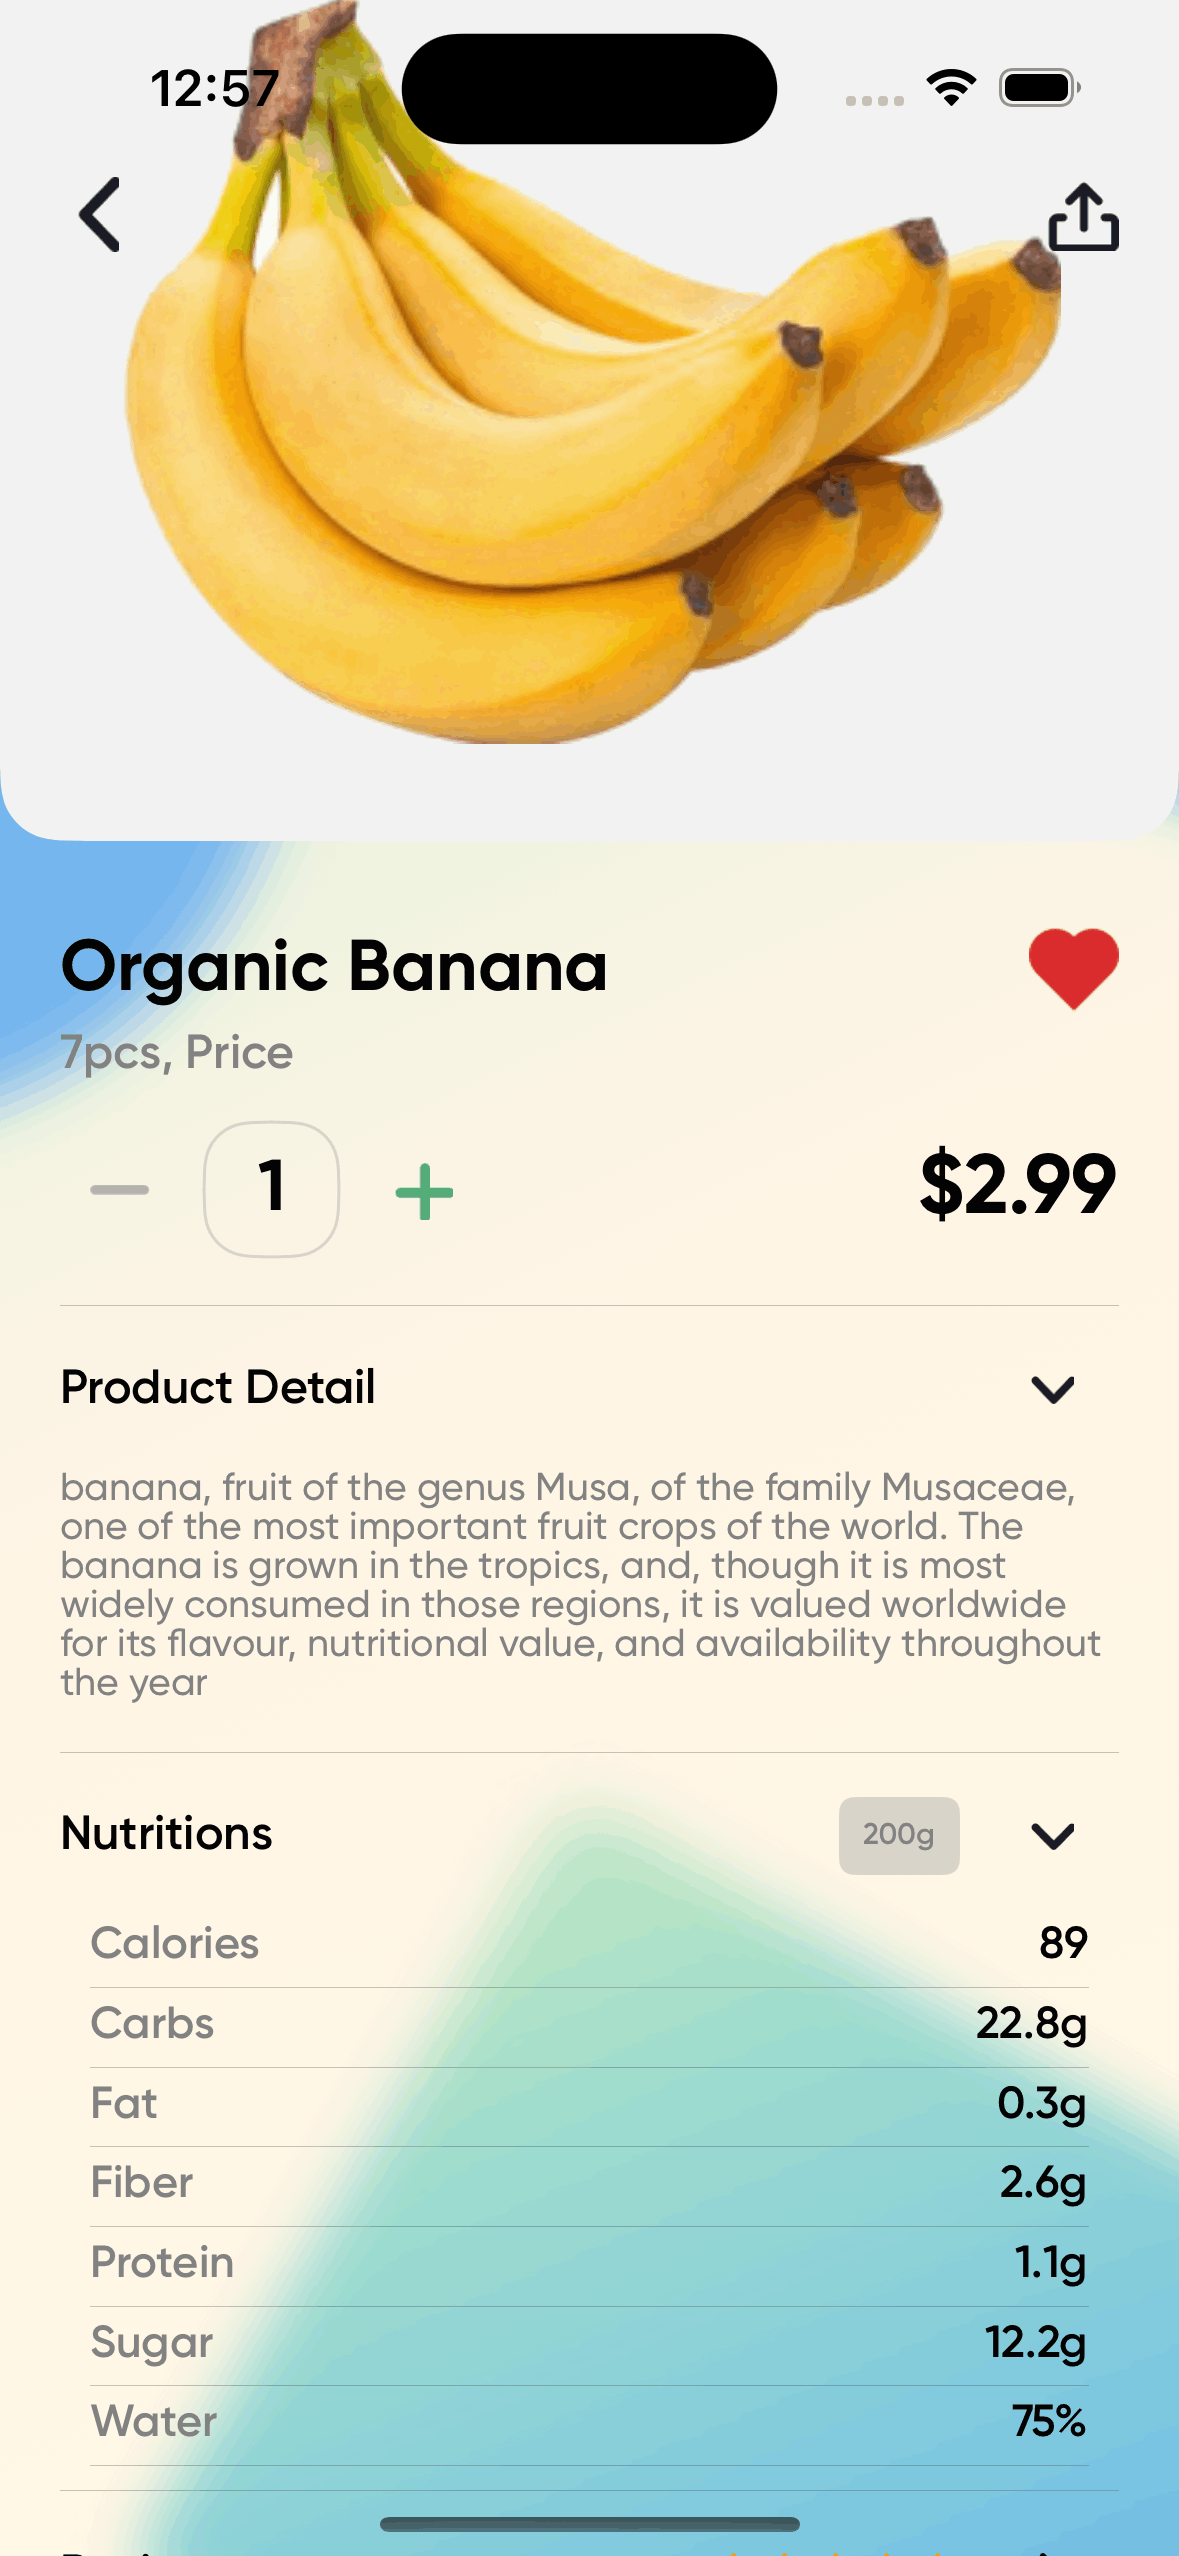 12:57
Organic Banana
7pcs, Price
1
$2.99
Product Detail
banana, fruit of the genus Musa, of the family Musaceae,
one of the most important fruit crops of the world. The
banana is grown in the tropics, and, though it is most
widely consumed in those regions, it is valued worldwide
for its flavour, nutritional value, and availability throughout
the year
Nutritions 200g
Calories 89
Carbs 22.8g
Fat 0.3g
Fiber 2.6g
Protein 1.1g
Sugar 12.2g
Water 75%